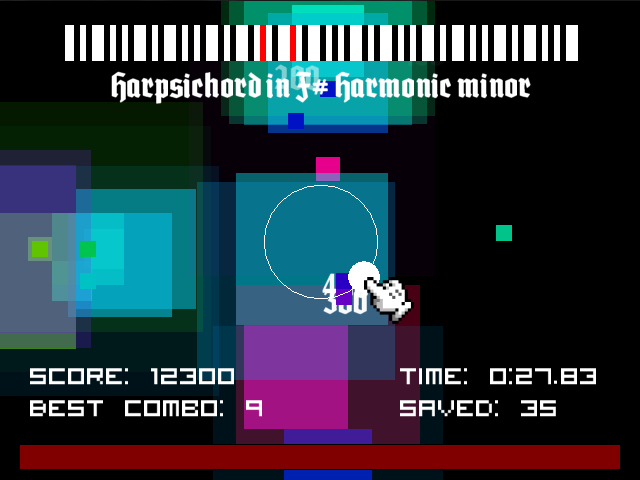 Harpsichord in F# Harmonic minor
SCORE: 12300
TIME: 0:27.83
BEST COMBO: 9
SAVED: 35